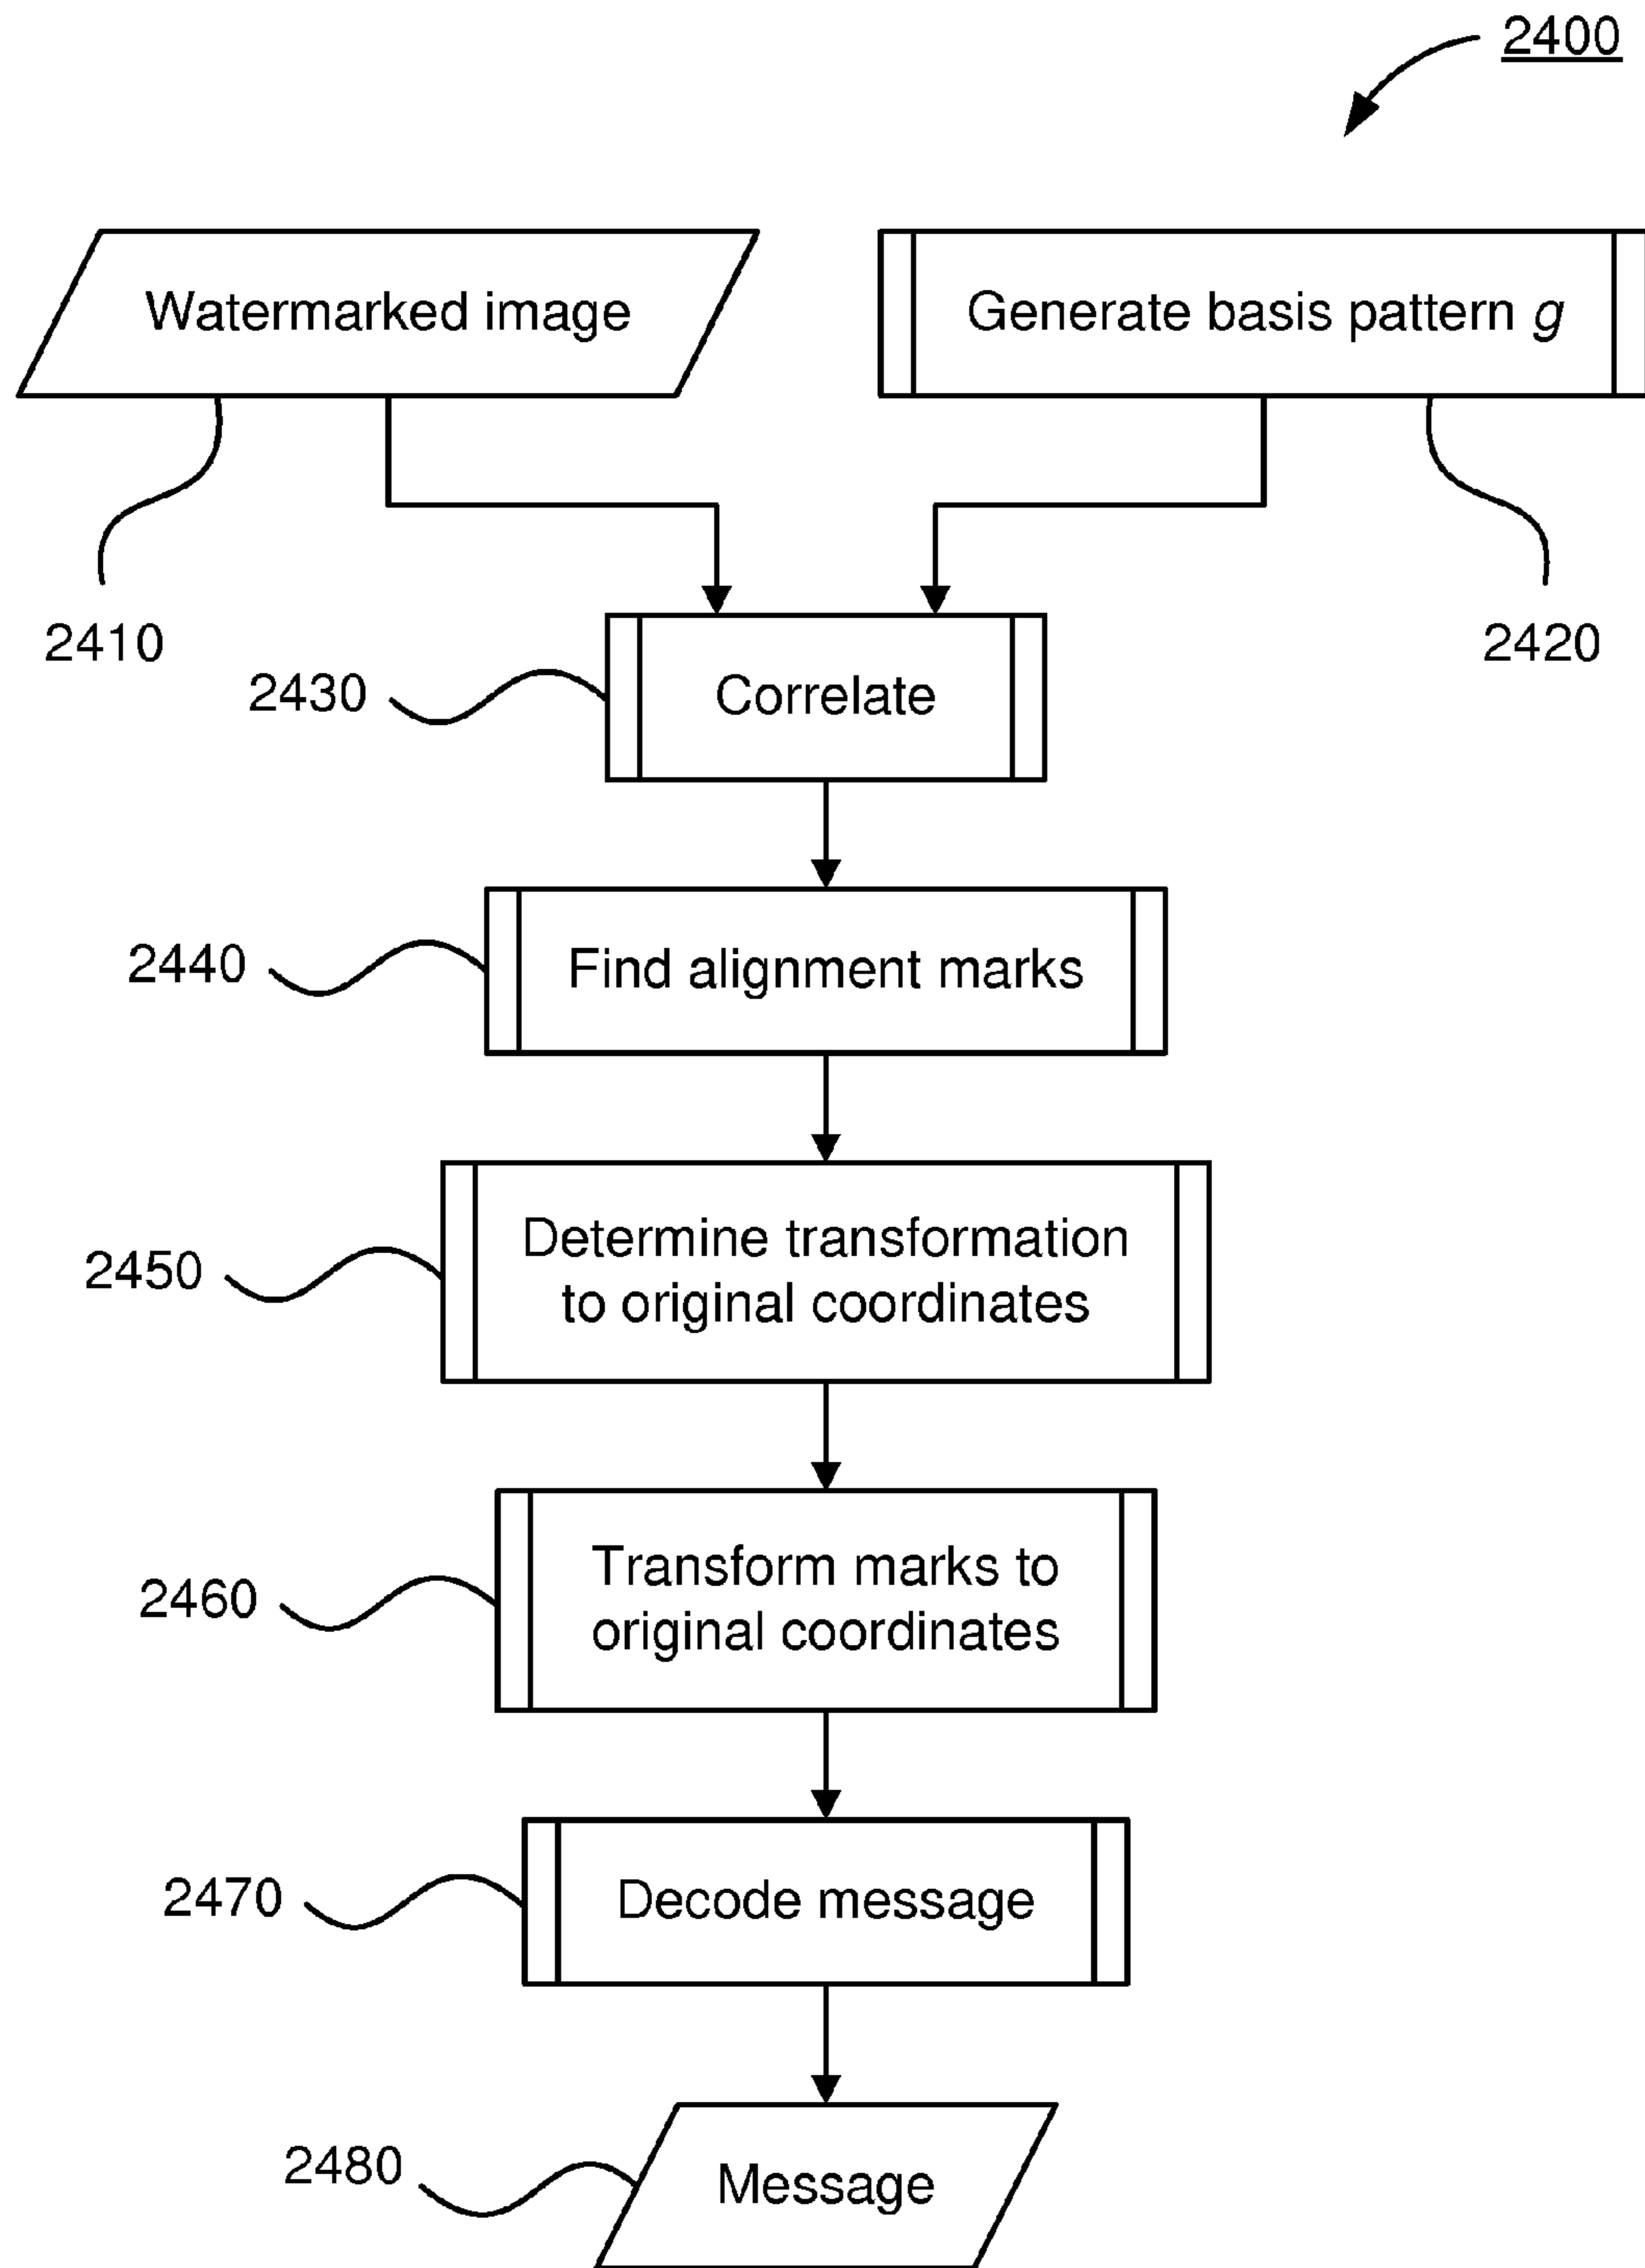 2400
Watermarked image
Generate basis pattern g
2410
2420
2430
Correlate
2440
Find alignment marks
2450
Determine transformation
to original coordinates
2460
Transform marks to
original coordinates
2470
Decode message
2480
Message